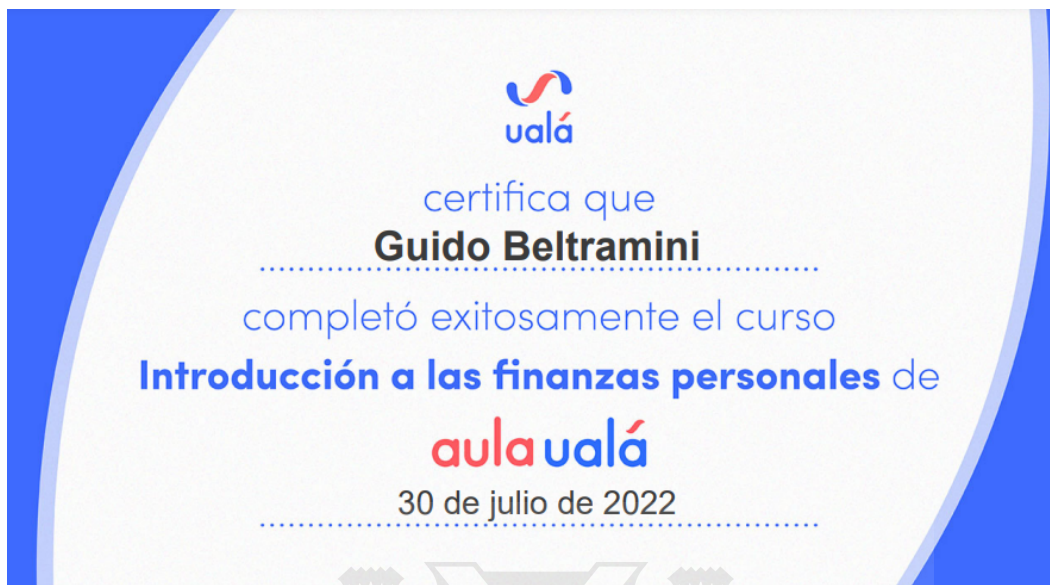 ualá
certifica que
Guido Beltramini
completó exitosamente el curso
Introducción a las finanzas personales de
aula ualá
30 de julio de 2022